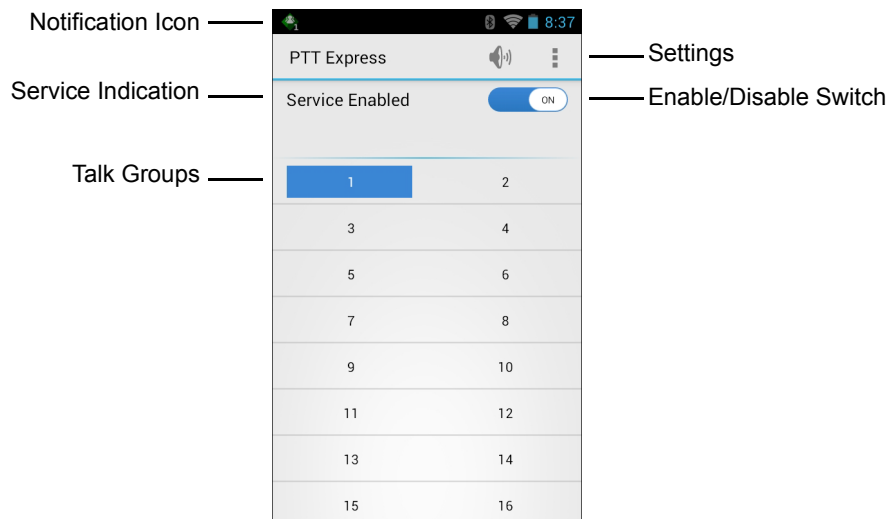 Notification Icon
1
8:37
PTT Express
Settings
Service Indication
Service Enabled
ON
Enable/Disable Switch
Talk Groups
1 2
3 4
5 6
7 8
9 10
11 12
13 14
15 16